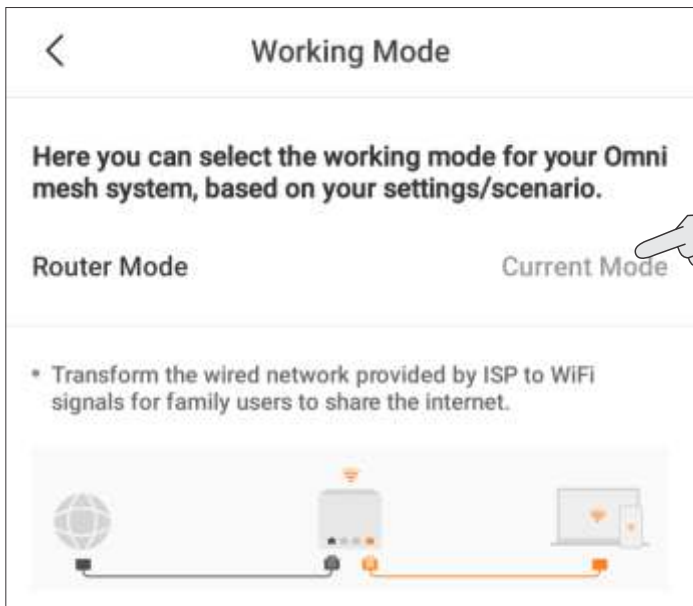 Working Mode
Here you can select the working mode for your Omni
mesh system, based on your settings/scenario.
Router Mode
Current Mode
• Transform the wired network provided by ISP to WiFi
signals for family users to share the internet.